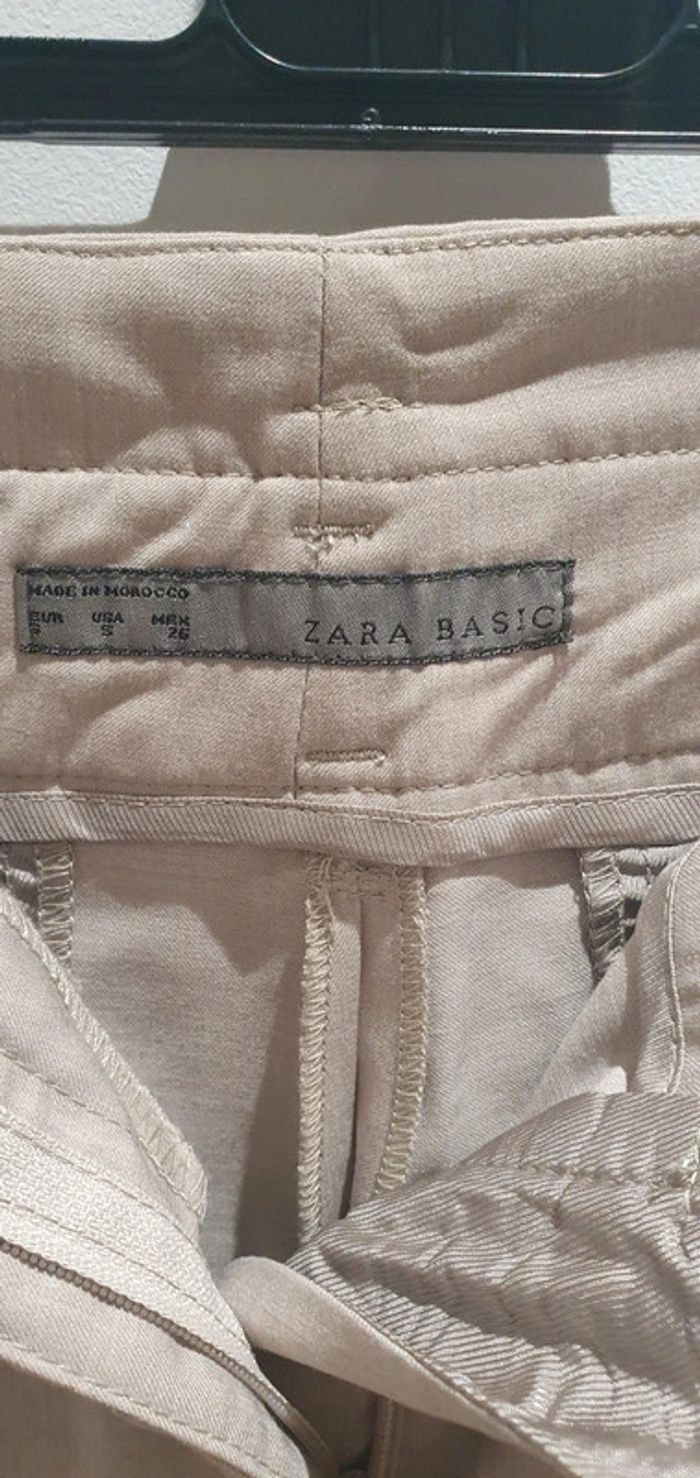 MADE IN MOROCCO
EUR USA MEX
S S 26
ZARA BASIC